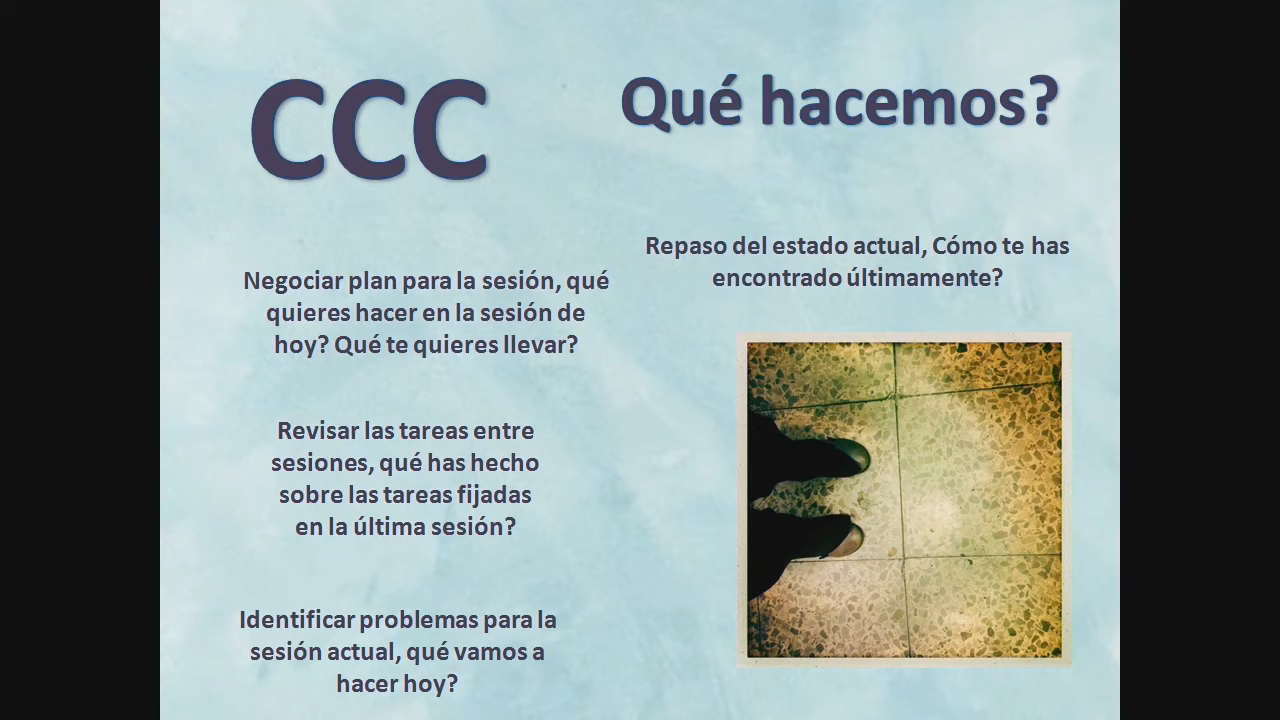 CCC
Qué hacemos?
Repaso del estado actual, Cómo te has
encontrado últimamente?
Negociar plan para la sesión, qué
quieres hacer en la sesión de
hoy? Qué te quieres llevar?
Revisar las tareas entre
sesiones, qué has hecho
sobre las tareas fijadas
en la última sesión?
Identificar problemas para la
sesión actual, qué vamos a
hacer hoy?